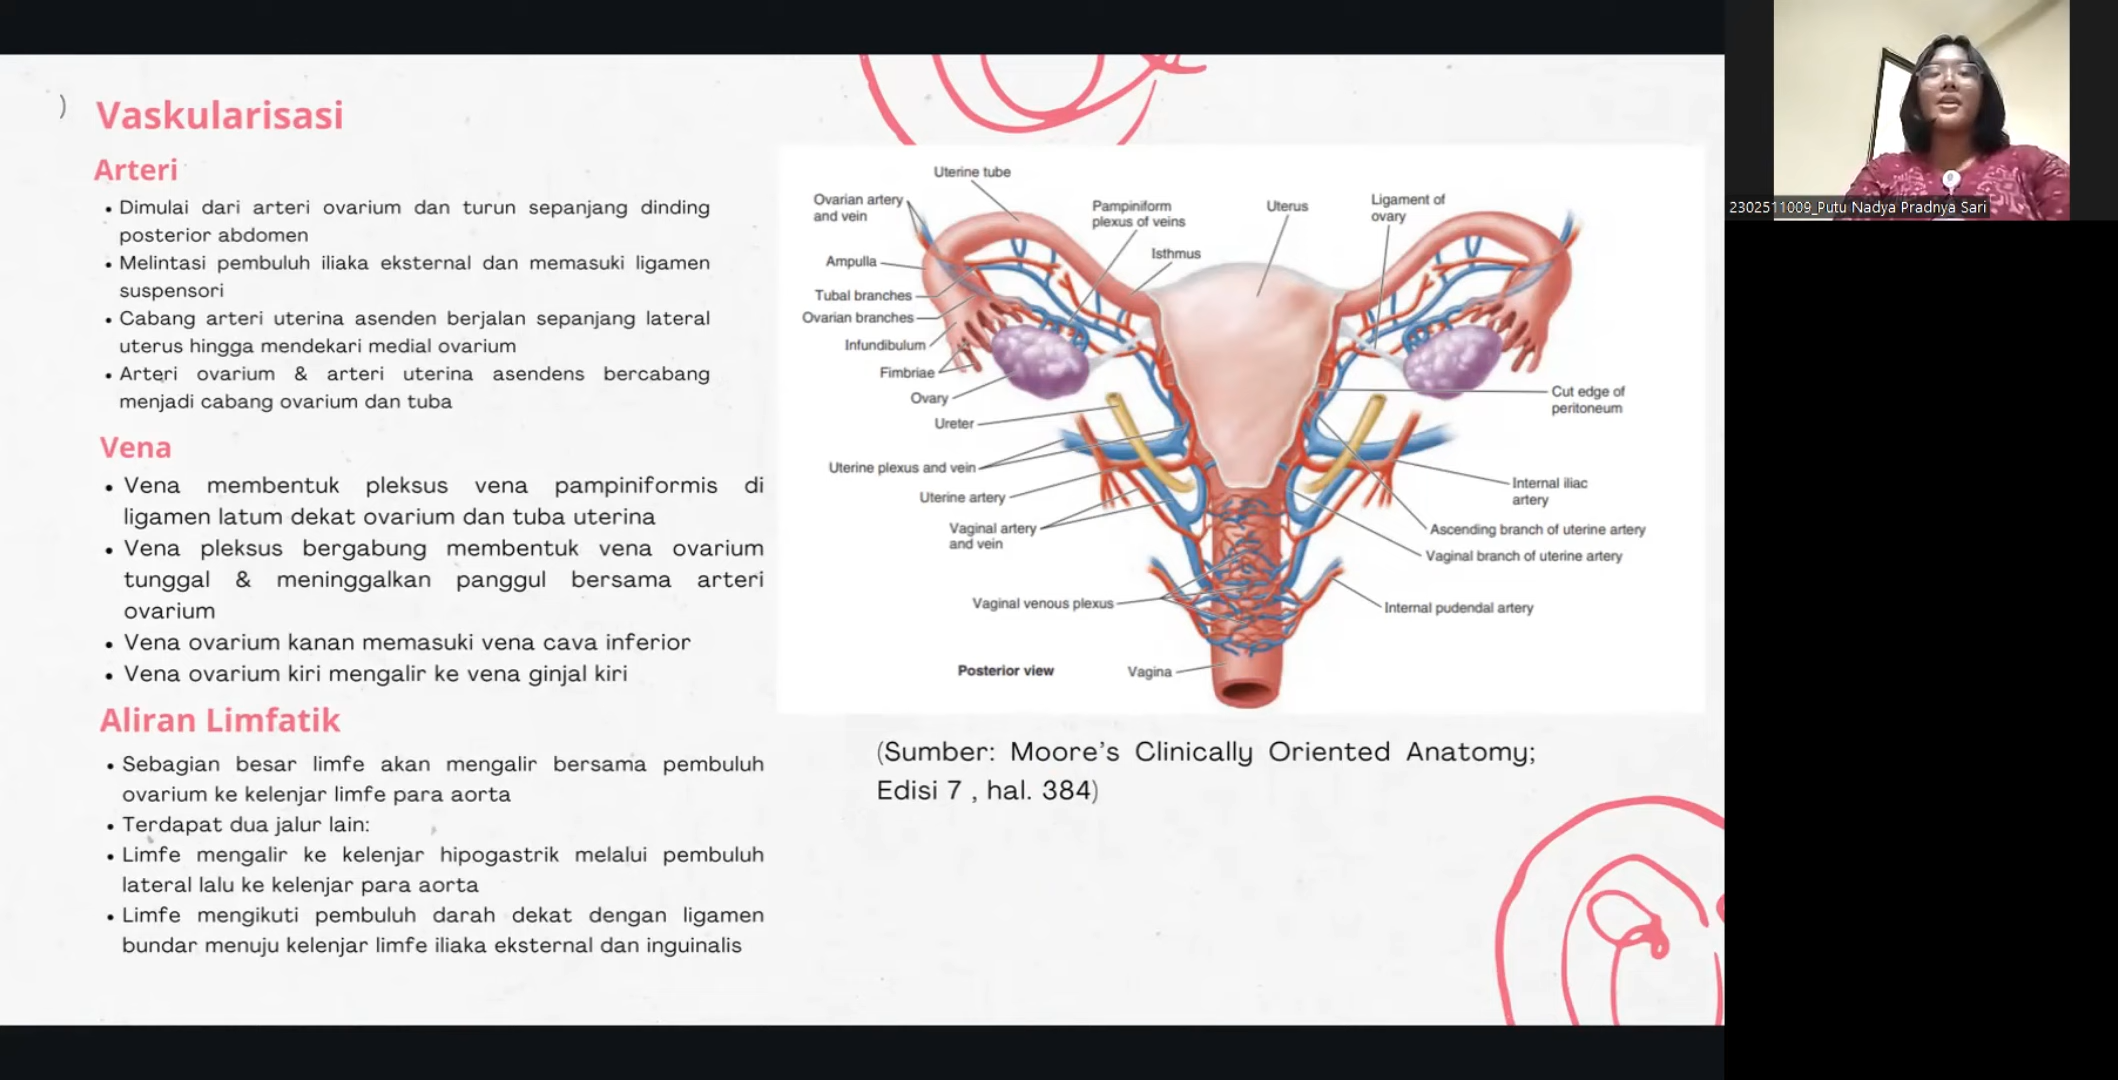 )
Vaskularisasi
Arteri
• Dimulai dari arteri ovarium dan turun sepanjang dinding
posterior abdomen
• Melintasi pembuluh iliaka eksternal dan memasuki ligamen
suspensori
• Cabang arteri uterina asenden berjalan sepanjang lateral
uterus hingga mendekari medial ovarium
• Arteri ovarium & arteri uterina asendens bercabang
menjadi cabang ovarium dan tuba
Vena
• Vena membentuk pleksus vena pampiniformis di
ligamen latum dekat ovarium dan tuba uterina
• Vena pleksus bergabung membentuk vena ovarium
tunggal & meninggalkan panggul bersama arteri
ovarium
• Vena ovarium kanan memasuki vena cava inferior
• Vena ovarium kiri mengalir ke vena ginjal kiri
Aliran Limfatik
• Sebagian besar limfe akan mengalir bersama pembuluh
ovarium ke kelenjar limfe para aorta
• Terdapat dua jalur lain:
• Limfe mengalir ke kelenjar hipogastrik melalui pembuluh
lateral lalu ke kelenjar para aorta
• Limfe mengikuti pembuluh darah dekat dengan ligamen
bundar menuju kelenjar limfe iliaka eksternal dan inguinalis
Uterine tube
Ovarian artery
and vein
Pampiniform
plexus of veins
Uterus
Ligament of
ovary
Isthmus
Ampulla
Tubal branches
Ovarian branches
Infundibulum
Fimbriae
Ovary
Ureter
Uterine plexus and vein
Uterine artery
Vaginal artery
and vein
Vaginal venous plexus
Posterior view
Vagina
Cut edge of
peritoneum
Internal iliac
artery
Ascending branch of uterine artery
Vaginal branch of uterine artery
Internal pudendal artery
(Sumber: Moore's Clinically Oriented Anatomy;
Edisi 7 , hal. 384)
2302511009_Putu Nadya Pradnya Sari